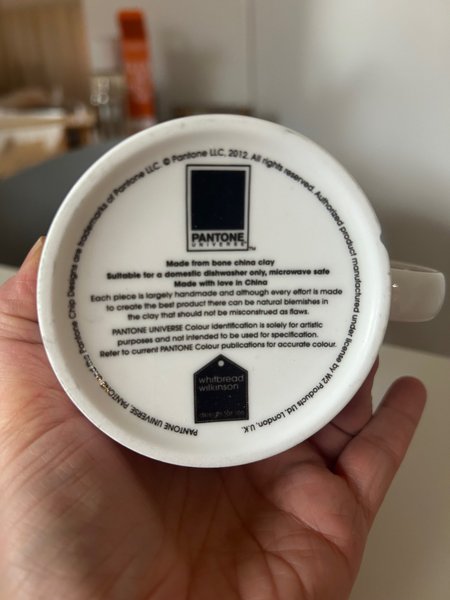 PANTONE UNIVERSE, PANTONE and the Pantone Chip Designs are trademarks of Pantone LLC. © Pantone LLC, 2012. All rights reserved. Authorized product manufactured under license by W2 Products Ltd. London, U.K.
PANTONE
UNIVERSE
TM
Made from bone china clay
Suitable for a domestic dishwasher only, microwave safe
Made with love in China
Each piece is largely handmade and although every effort is made
to create the best product there can be natural blemishes in
the clay that should not be misconstrued as flaws.
PANTONE UNIVERSE Colour identification is solely for artistic
purposes and not intended to be used for specification.
Refer to current PANTONE Colour publications for accurate colour.
whitbread
wilkinson